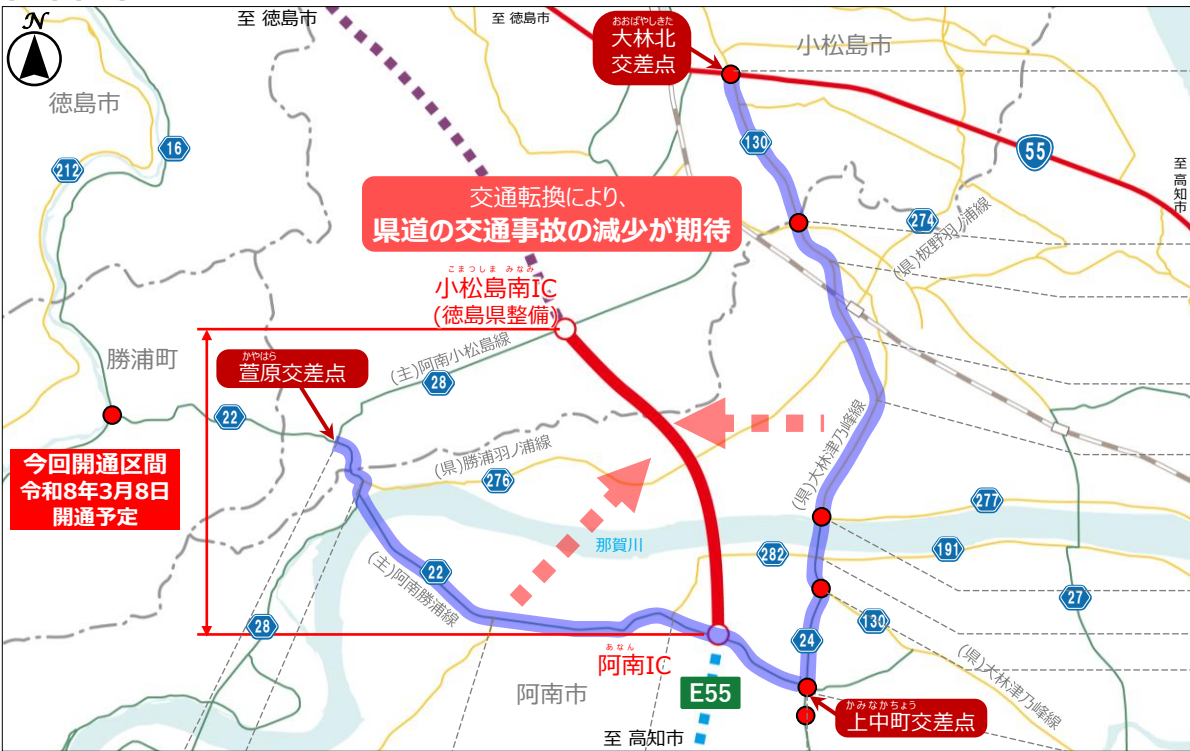 N
至 徳島市
至 徳島市
おおばやしきた
大林北
交差点
小松島市
徳島市
16
212
130
55
至 高知市
交通転換により、
県道の交通事故の減少が期待
274
(県)板野羽ノ浦線
こまつしま みなみ
小松島南IC
(徳島県整備)
勝浦町
かやはら
萱原交差点
(主)阿南小松島線
28
22
今回開通区間
令和8年3月8日
開通予定
(県)勝浦羽ノ浦線
276
(県)大林津乃峰線
277
那賀川
282
191
(主)阿南勝浦線
22
27
28
130
24
(県)大林津乃峰線
あなん
阿南IC
阿南市
E55
かみなかちょう
上中町交差点
至 高知市